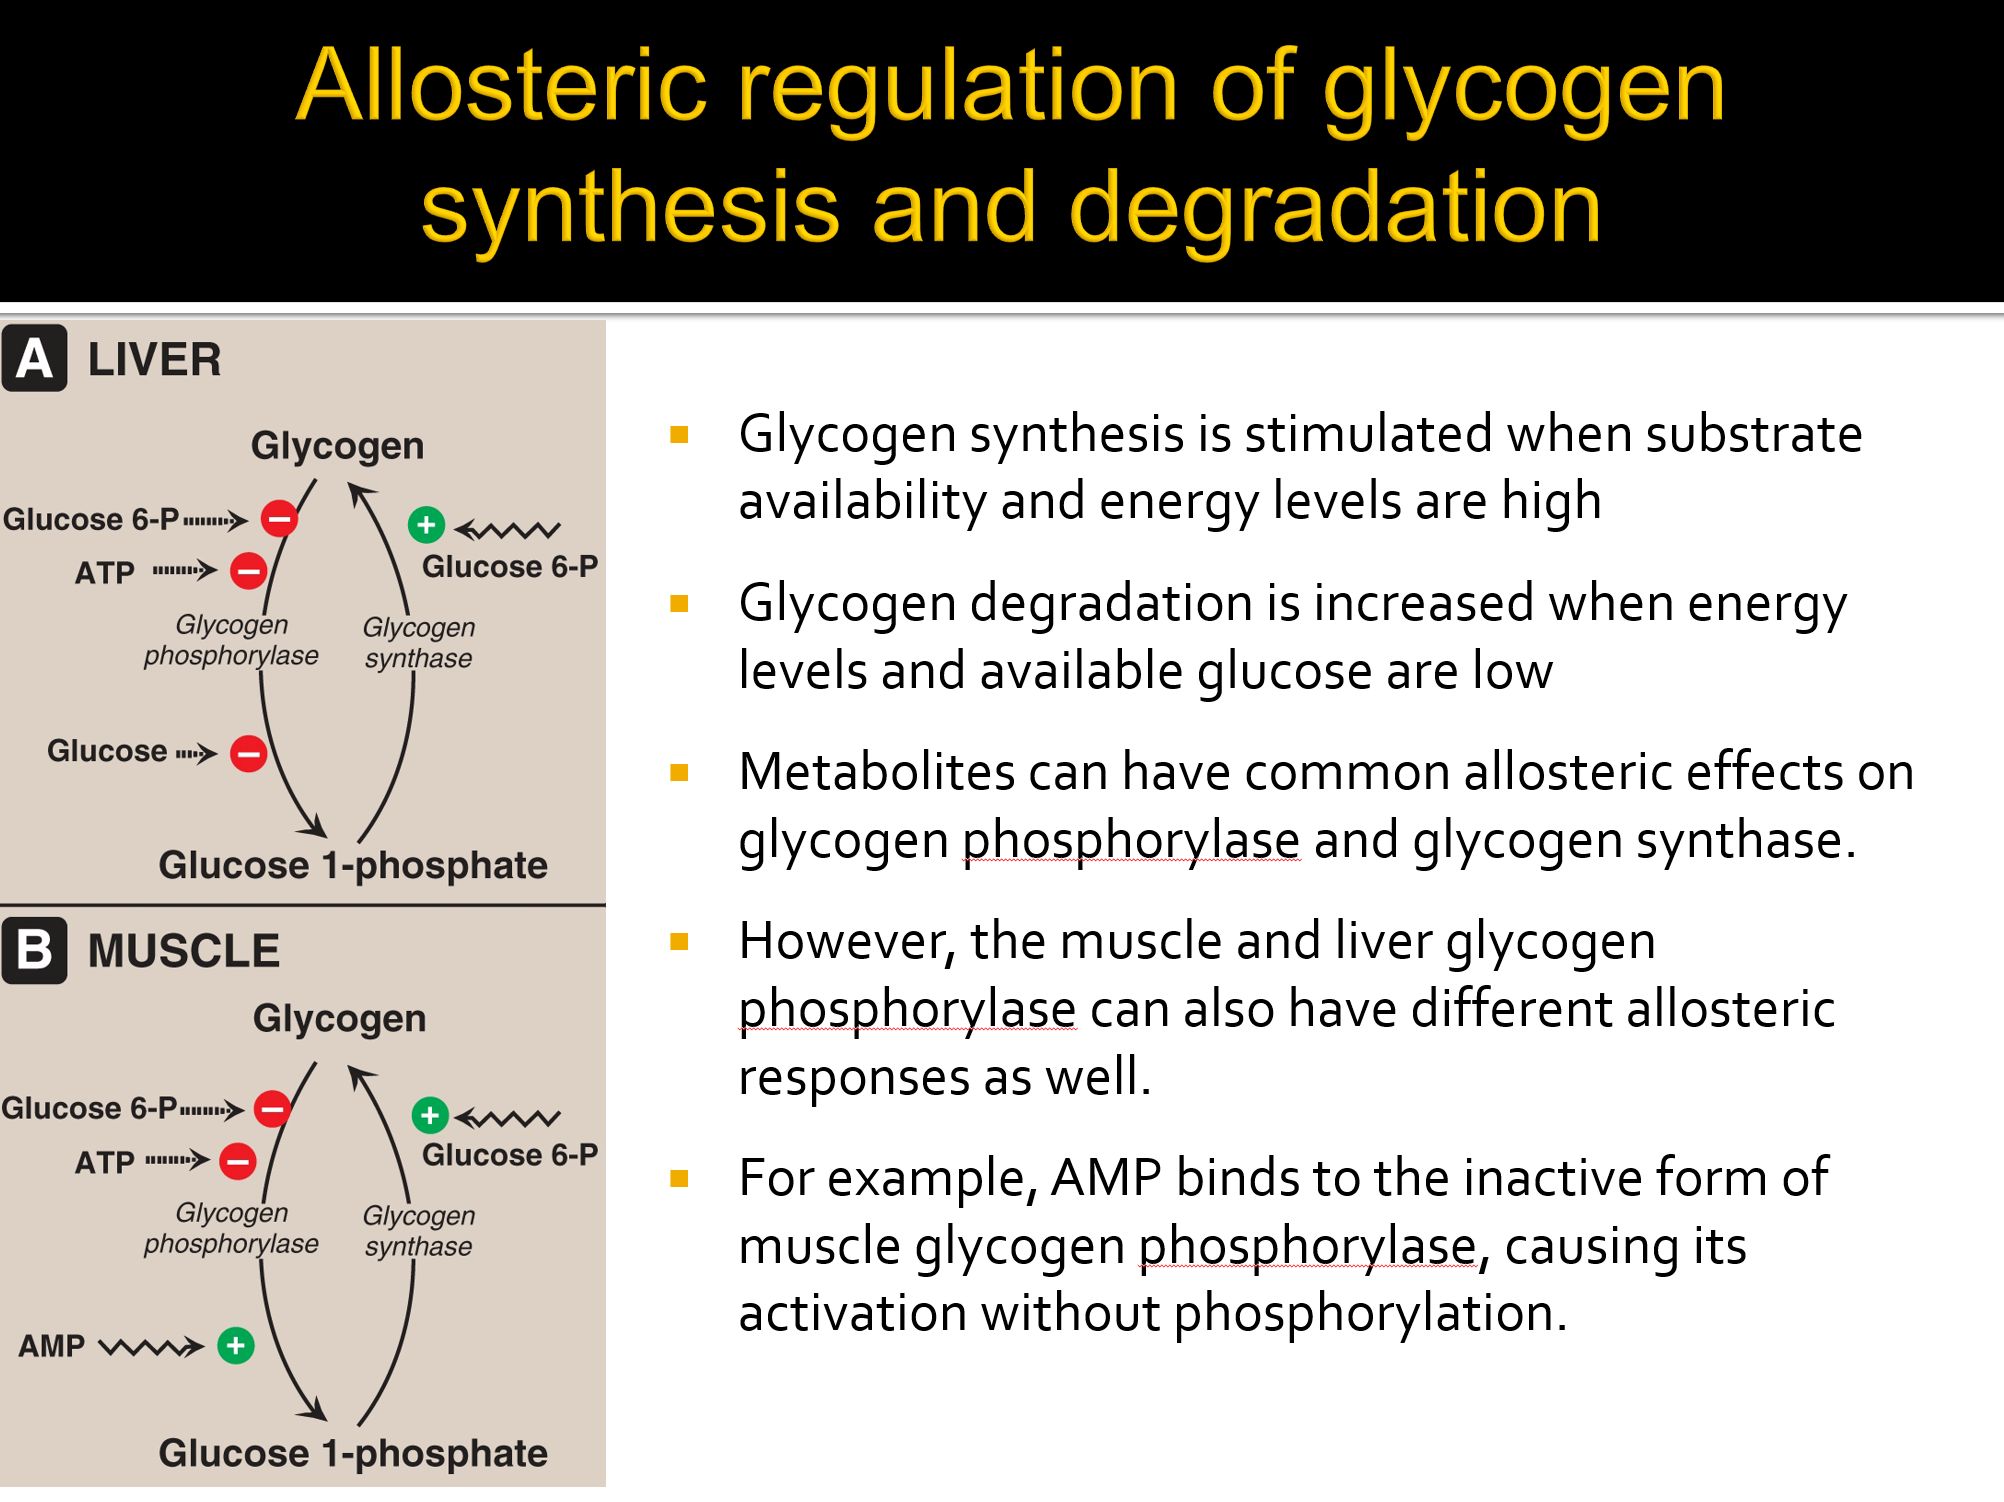 Allosteric regulation of glycogen
synthesis and degradation
A LIVER
Glycogen
Glucose 6-P
ATP
+
Glucose 6-P
Glycogen
phosphorylase
Glycogen
synthase
Glucose
Glucose 1-phosphate
B MUSCLE
Glycogen
Glucose 6-P
ATP
+
Glucose 6-P
Glycogen
phosphorylase
Glycogen
synthase
AMP
+
Glucose 1-phosphate
Glycogen synthesis is stimulated when substrate
availability and energy levels are high
Glycogen degradation is increased when energy
levels and available glucose are low
Metabolites can have common allosteric effects on
glycogen phosphorylase and glycogen synthase.
However, the muscle and liver glycogen
phosphorylase can also have different allosteric
responses as well.
For example, AMP binds to the inactive form of
muscle glycogen phosphorylase, causing its
activation without phosphorylation.